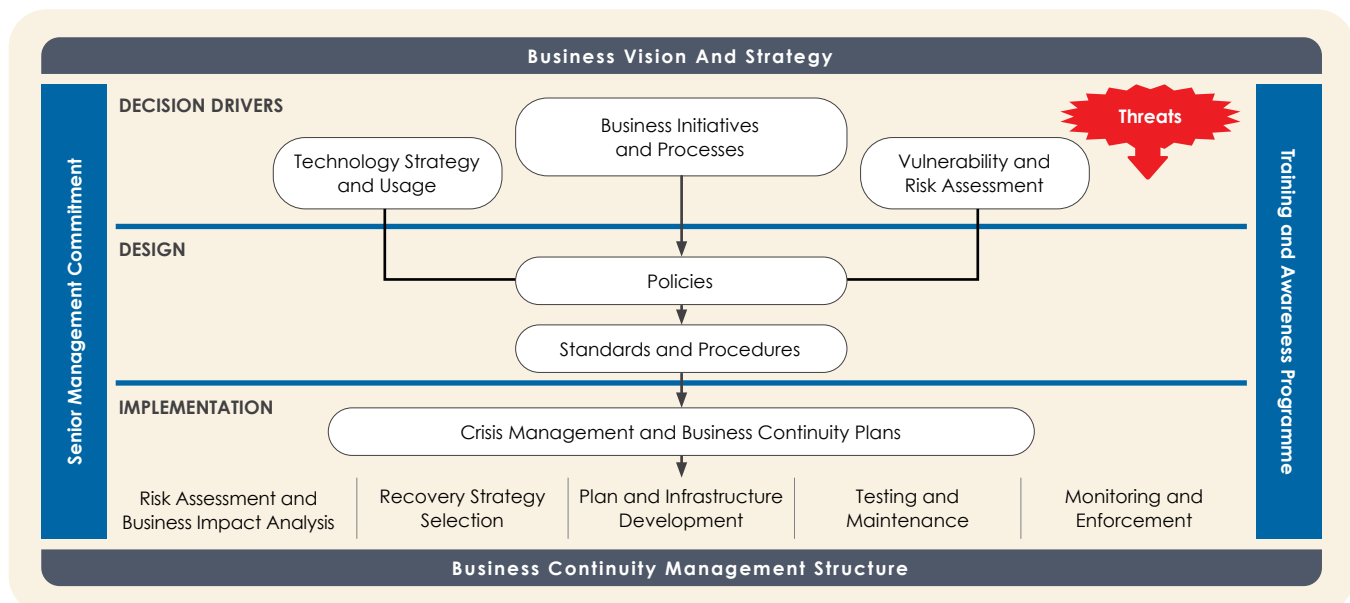 Business Vision And Strategy
Senior Management Commitment
DECISION DRIVERS
Technology Strategy
and Usage
Business Initiatives
and Processes
Vulnerability and
Risk Assessment
Threats
Training and Awareness Programme
DESIGN
Policies
Standards and Procedures
IMPLEMENTATION
Crisis Management and Business Continuity Plans
Risk Assessment and
Business Impact Analysis
Recovery Strategy
Selection
Plan and Infrastructure
Development
Testing and
Maintenance
Monitoring and
Enforcement
Business Continuity Management Structure